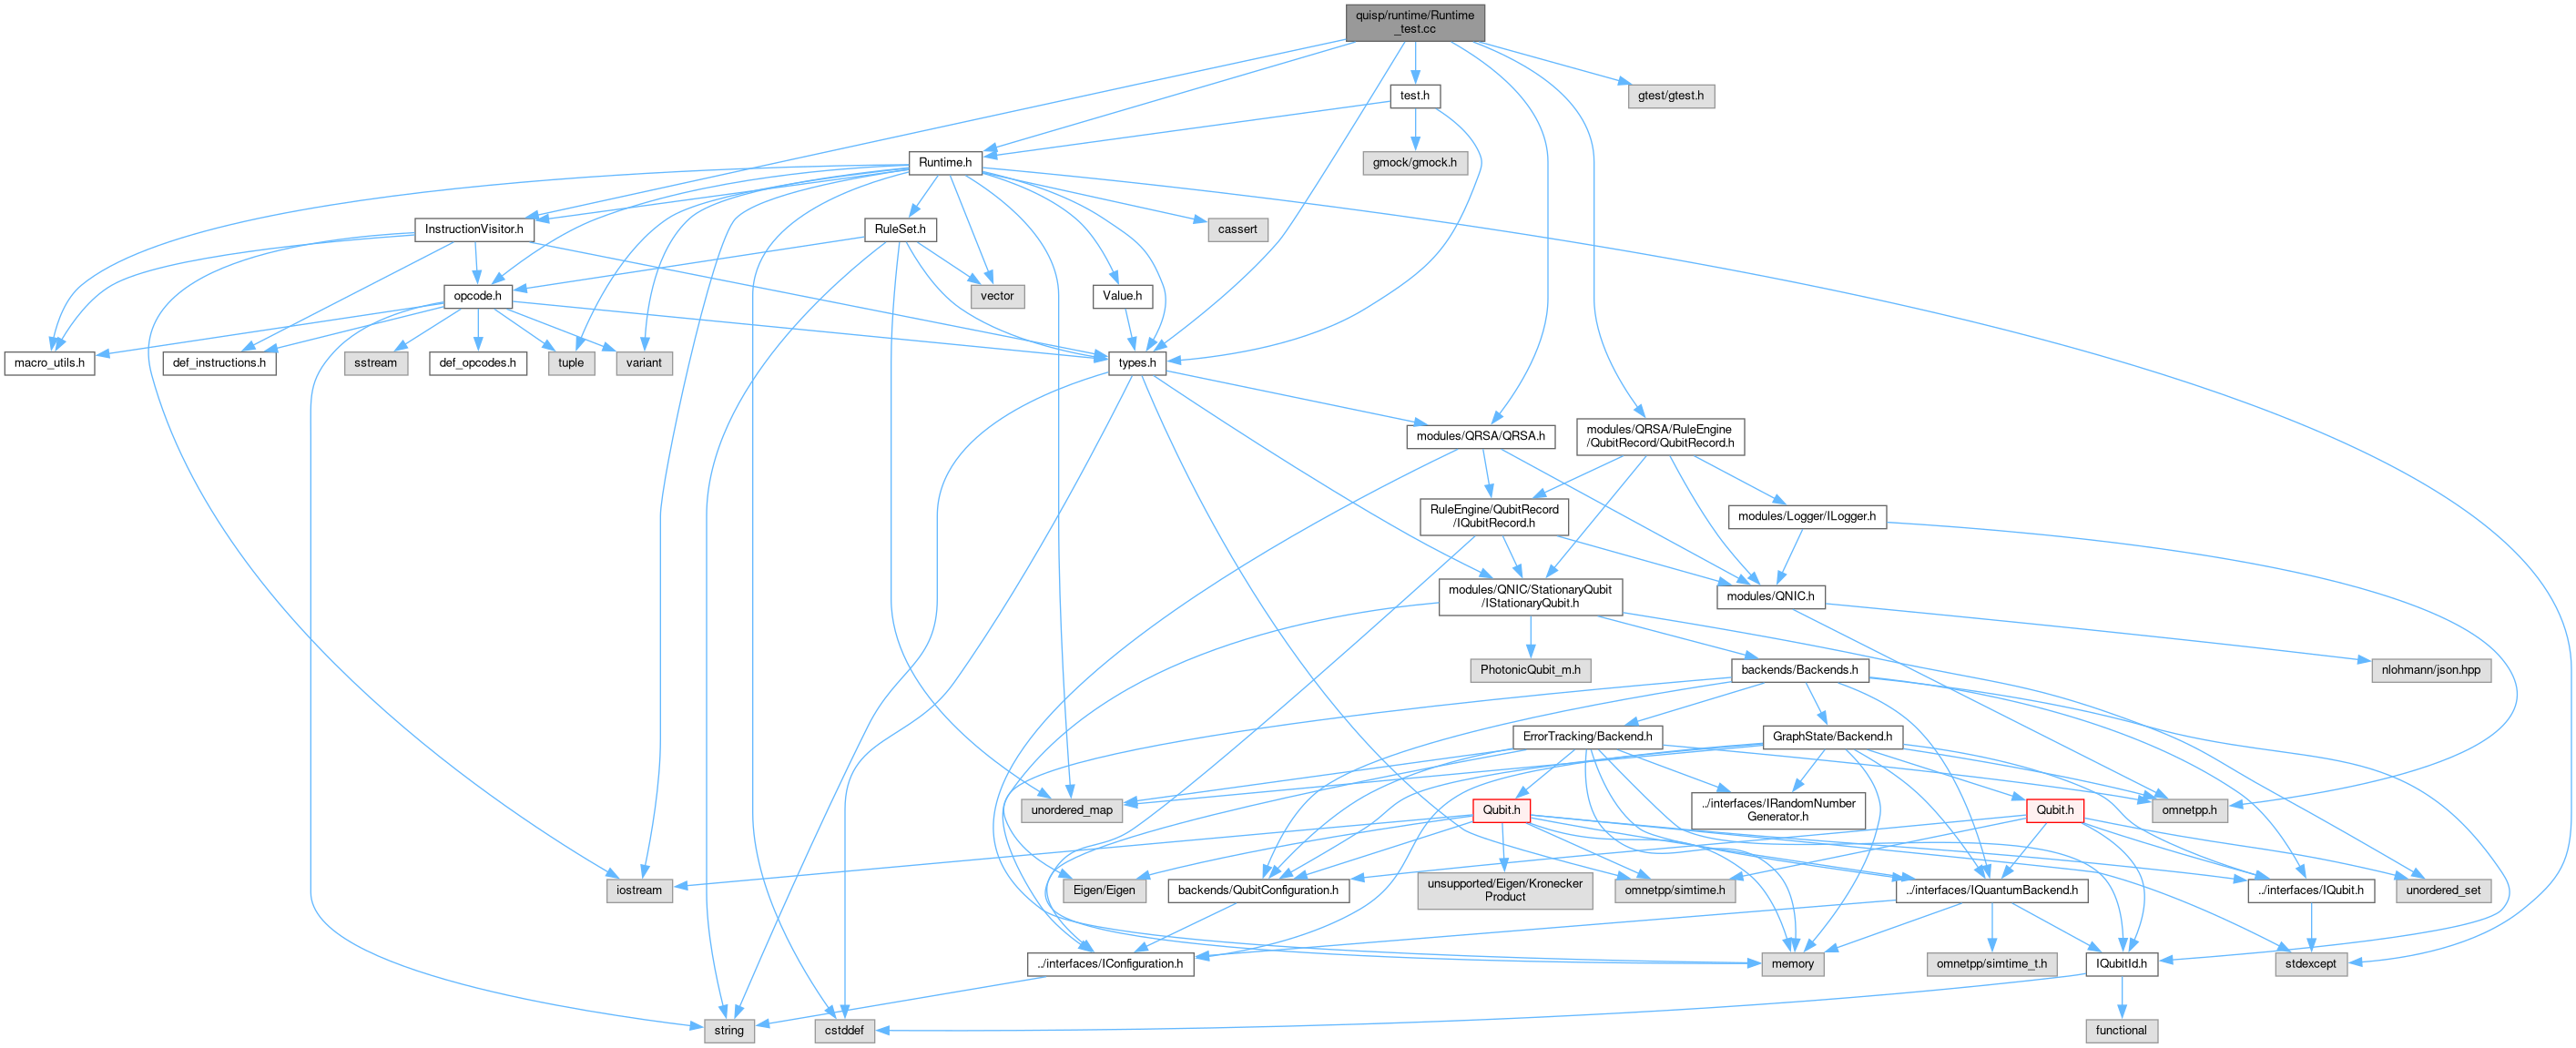 quisp/runtime/Runtime
_test.cc
test.h
gtest/gtest.h
Runtime.h
gmock/gmock.h
InstructionVisitor.h
RuleSet.h
cassert
opcode.h
vector
Value.h
macro_utils.h
def_instructions.h
sstream
def_opcodes.h
tuple
variant
types.h
modules/QRSA/QRSA.h
modules/QRSA/RuleEngine
/QubitRecord/QubitRecord.h
RuleEngine/QubitRecord
/IQubitRecord.h
modules/Logger/ILogger.h
modules/QNIC/StationaryQubit
/IStationaryQubit.h
modules/QNIC.h
PhotonicQubit_m.h
backends/Backends.h
nlohmann/json.hpp
ErrorTracking/Backend.h
GraphState/Backend.h
unordered_map
Qubit.h
../interfaces/IRandomNumber
Generator.h
Qubit.h
omnetpp.h
iostream
Eigen/Eigen
backends/QubitConfiguration.h
unsupported/Eigen/Kronecker
Product
omnetpp/simtime.h
../interfaces/IQuantumBackend.h
../interfaces/IQubit.h
unordered_set
../interfaces/IConfiguration.h
memory
omnetpp/simtime_t.h
IQubitId.h
stdexcept
string
cstddef
functional